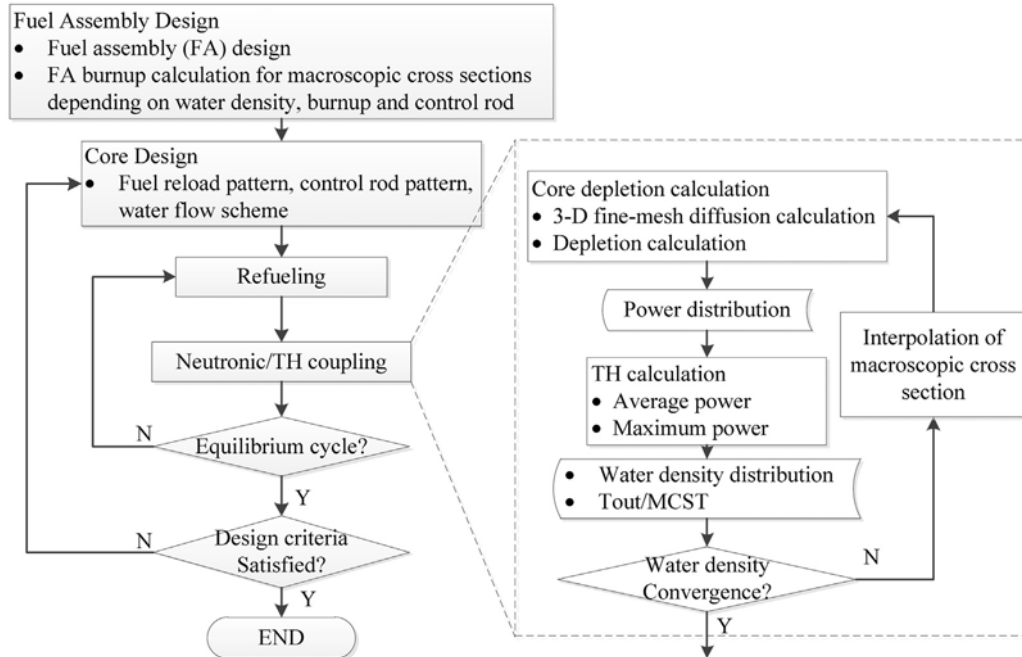 Fuel Assembly Design
• Fuel assembly (FA) design
• FA burnup calculation for macroscopic cross sections
depending on water density, burnup and control rod
Core Design
• Fuel reload pattern, control rod pattern,
water flow scheme
Refueling
Neutronic/TH coupling
N
Equilibrium cycle?
Y
N
Design criteria
Satisfied?
Y
END
Core depletion calculation
• 3-D fine-mesh diffusion calculation
• Depletion calculation
Power distribution
TH calculation
• Average power
• Maximum power
• Water density distribution
• Tout/MCST
Water density
Convergence?
N
Y
Interpolation of
macroscopic cross
section